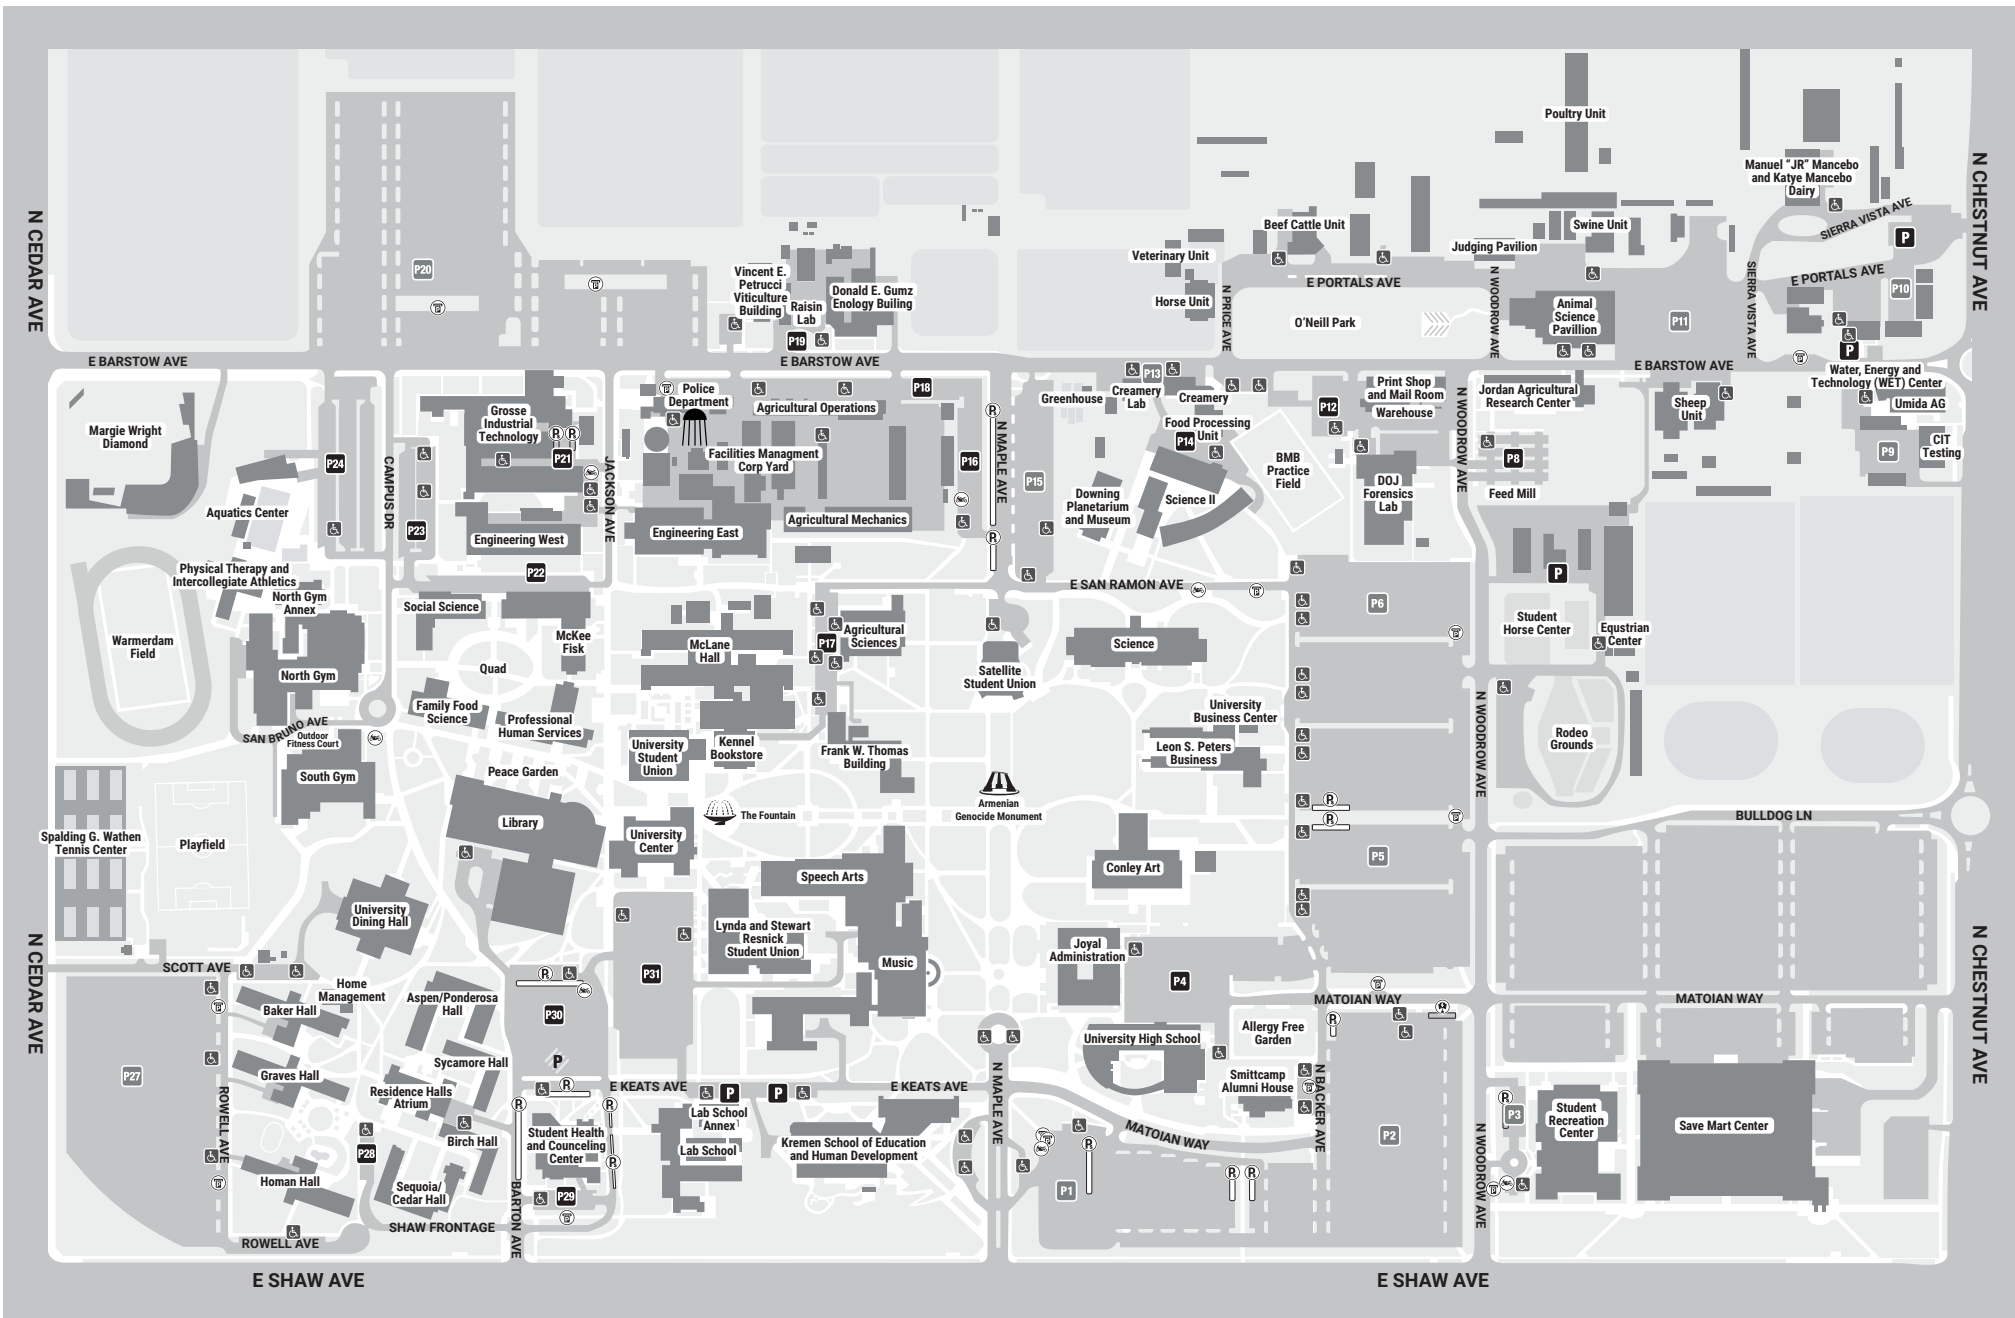 Poultry Unit
Manuel “JR” Mancebo
and Katye Mancebo
Dairy
N CEDAR AVE
N CHESTNUT AVE
SIERRA VISTA AVE
P
Beef Cattle Unit
Swine Unit
Judging Pavilion
Veterinary Unit
P20
Vincent E.
Petrucci
Viticulture
Building
Raisin
Lab
Donald E. Gumz
Enology Builing
Horse Unit
N PRICE AVE
E PORTALS AVE
O’Neill Park
N WOODROW AVE
Animal
Science
Pavillion
P11
SIERRA VISTA AVE
E PORTALS AVE
P10
P19
E BARSTOW AVE
E BARSTOW AVE
E BARSTOW AVE
P
Water, Energy and
Technology (WET) Center
Umida AG
CIT
Testing
P9
Margie Wright
Diamond
P24
CAMPUS DR
Grosse
Industrial
Technology
R
R
P21
JACKSON AVE
Police
Department
Agricultural Operations
P18
Facilities Managment
Corp Yard
P16
R
N MAPLE AVE
R
P15
Greenhouse
P13
Creamery
Lab
Creamery
Food Processing
Unit
P14
BMB
Practice
Field
P12
Print Shop
and Mail Room
Warehouse
N WOODROW AVE
Jordan Agricultural
Research Center
Sheep
Unit
P8
Feed Mill
DOJ
Forensics
Lab
Downing
Planetarium
and Museum
Science II
Aquatics Center
P23
Engineering West
Engineering East
Agricultural Mechanics
Physical Therapy and
Intercollegiate Athletics
P22
E SAN RAMON AVE
P
North Gym
Annex
Social Science
Warmerdam
Field
North Gym
Quad
McKee
Fisk
McLane
Hall
P17
Agricultural
Sciences
Satellite
Student Union
Science
P6
Student
Horse Center
Equstrian
Center
Family Food
Science
Professional
Human Services
SAN BRUNO AVE
Outdoor
Fitness Court
University
Student
Union
Kennel
Bookstore
Frank W. Thomas
Building
University
Business Center
Leon S. Peters
Business
N WOODROW AVE
Rodeo
Grounds
South Gym
Peace Garden
Library
The Fountain
Armenian
Genocide Monument
R
R
BULLDOG LN
Spalding G. Wathen
Tennis Center
Playfield
University
Center
Speech Arts
Conley Art
P5
University
Dining Hall
Lynda and Stewart
Resnick
Student Union
Music
Joyal
Administration
N CEDAR AVE
N CHESTNUT AVE
SCOTT AVE
R
P31
P4
Home
Management
Baker Hall
Aspen/Ponderosa
Hall
P30
MATOIAN WAY
MATOIAN WAY
R
Allergy Free
Garden
University High School
P27
Graves Hall
Sycamore Hall
P
Residence Halls
Atrium
R
E KEATS AVE
P
P
E KEATS AVE
N MAPLE AVE
Smittcamp
Alumni House
N BACKER AVE
ROWELL AVE
R
R
Lab School
Annex
Lab School
Birch Hall
Student Health
and Counceling
Center
R
P28
Kremen School of Education
and Human Development
R
MATOIAN WAY
P2
R
P3
Student
Recreation
Center
Save Mart Center
Homan Hall
Sequoia/
Cedar Hall
P29
P1
R
R
N WOODROW AVE
BARTON AVE
SHAW FRONTAGE
ROWELL AVE
E SHAW AVE
E SHAW AVE